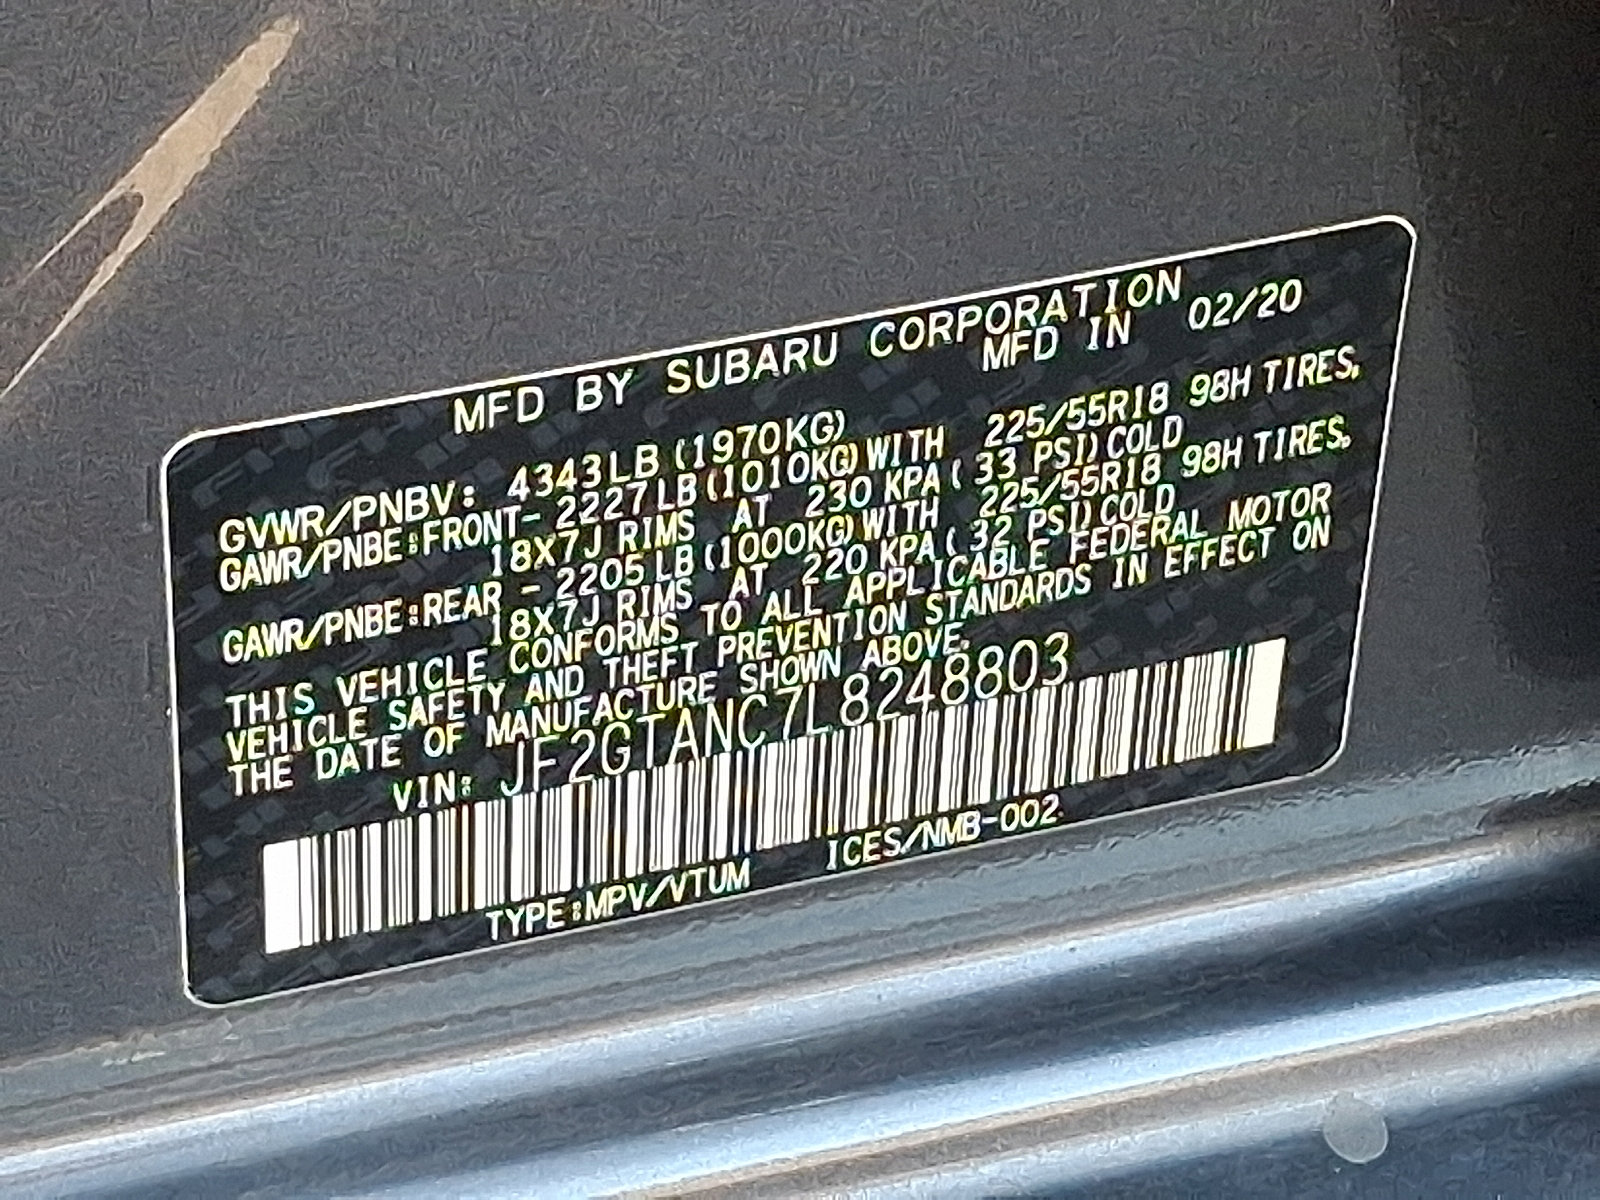 MFD BY SUBARU CORPORATION
MFD IN 02/20
GVWR/PNBV: 4343LB (1970KG)
GAWR/PNBE:FRONT- 2227LB (1010KG) WITH 225/55R18 98H TIRES,
18X7J RIMS AT 230 KPA ( 33 PSI) COLD
GAWR/PNBE:REAR - 2205LB (1000KG) WITH 225/55R18 98H TIRES,
18X7J RIMS AT 220 KPA ( 32 PSI) COLD
THIS VEHICLE CONFORMS TO ALL APPLICABLE FEDERAL MOTOR
VEHICLE SAFETY AND THEFT PREVENTION STANDARDS IN EFFECT ON
THE DATE OF MANUFACTURE SHOWN ABOVE.
VIN: JF2GTANC7L8248803
TYPE:MPV/VTUM ICES/NMB-002